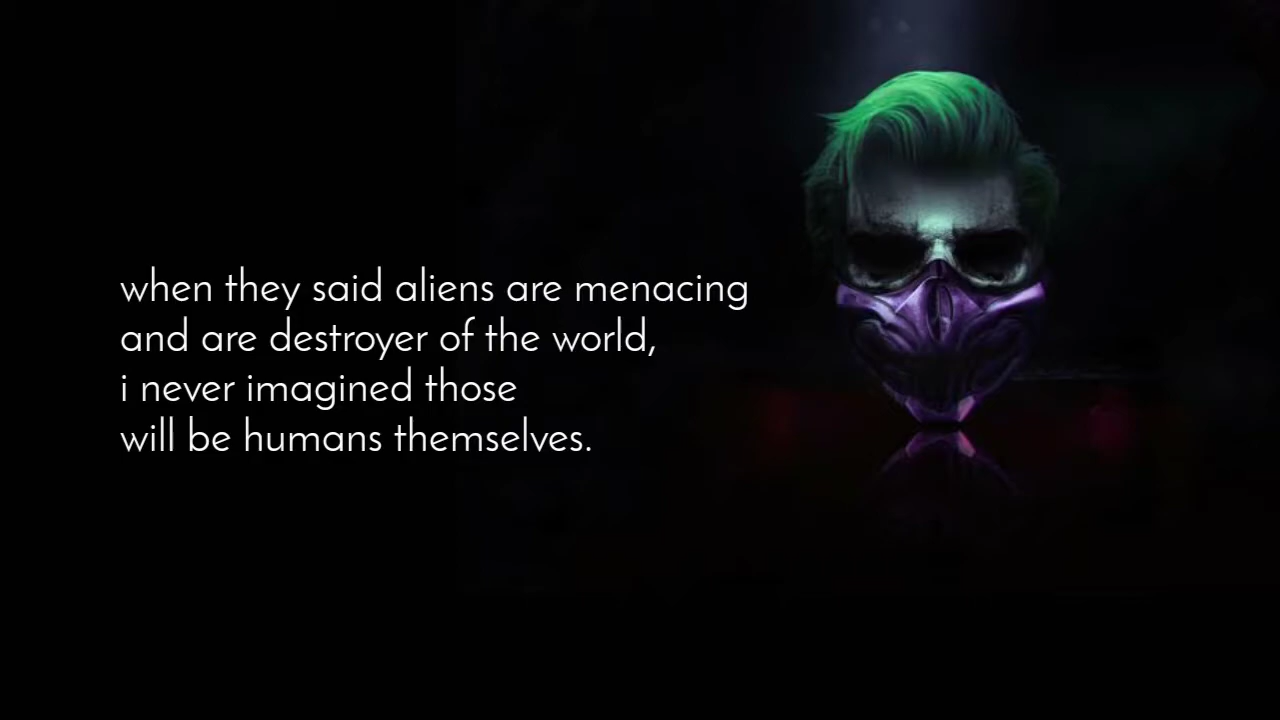 when they said aliens are menacing
and are destroyer of the world,
i never imagined those
will be humans themselves.